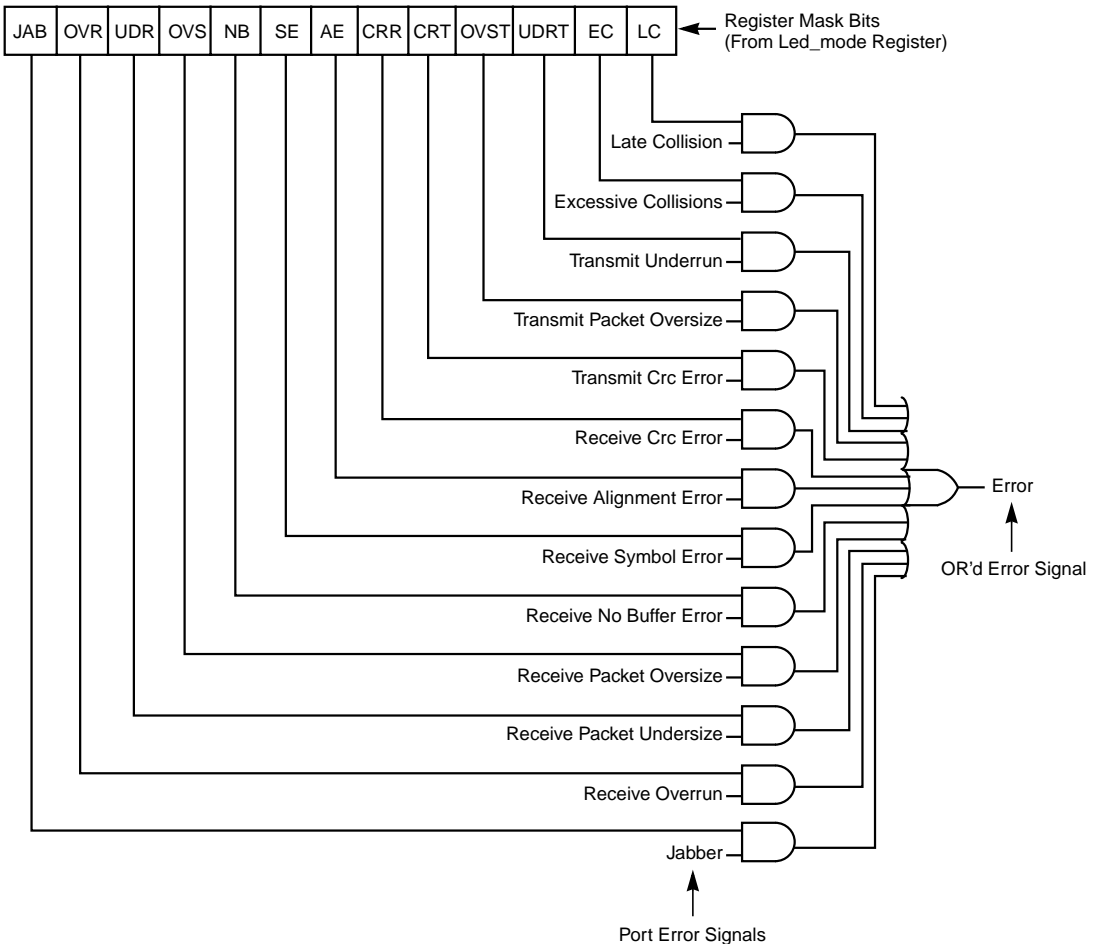 JAB OVR UDR OVS NB SE AE CRR CRT OVST UDRT EC LC
Register Mask Bits
(From Led_mode Register)
Late Collision
Excessive Collisions
Transmit Underrun
Transmit Packet Oversize
Transmit Crc Error
Receive Crc Error
Receive Alignment Error
Error
Receive Symbol Error
OR'd Error Signal
Receive No Buffer Error
Receive Packet Oversize
Receive Packet Undersize
Receive Overrun
Jabber
Port Error Signals